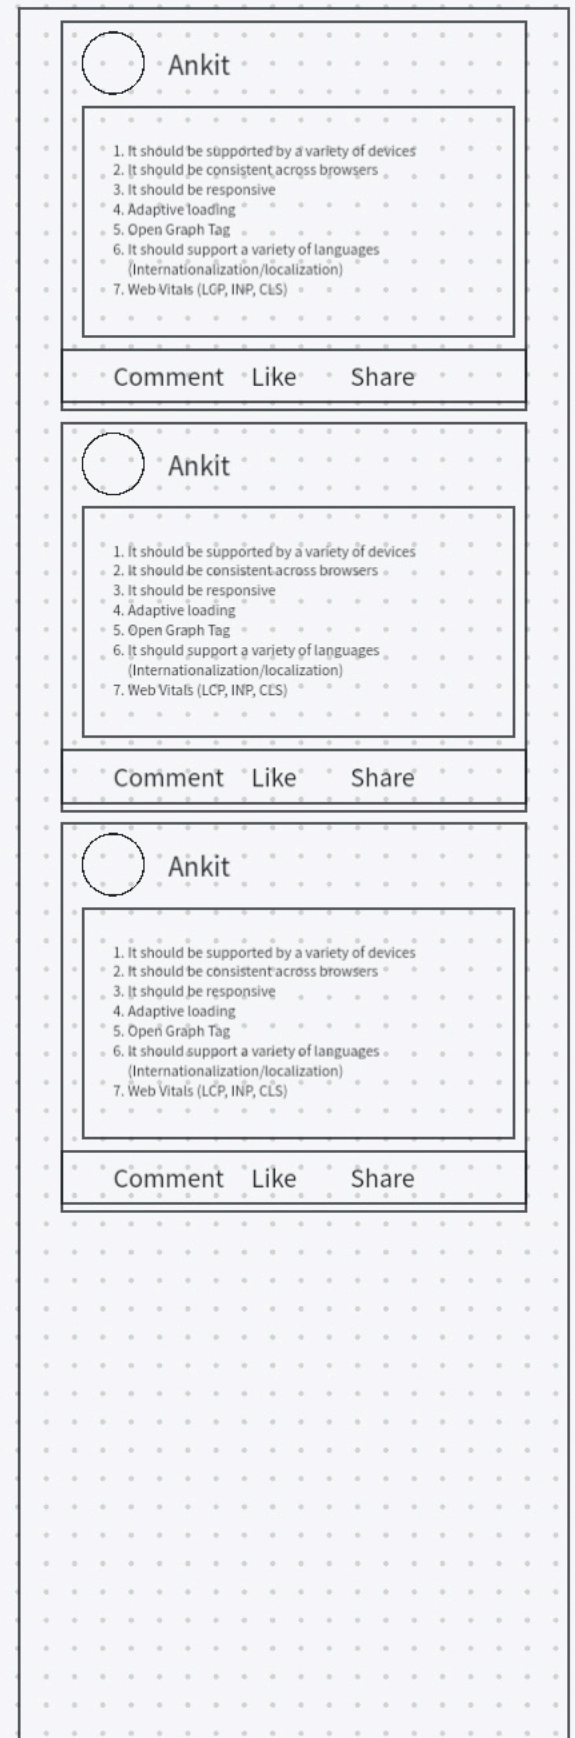 Ankit
1. It should be supported by a variety of devices
2. It should be consistent across browsers
3. It should be responsive
4. Adaptive loading
5. Open Graph Tag
6. It should support a variety of languages
(Internationalization/localization)
7. Web Vitals (LCP, INP, CLS)
Comment Like Share
Ankit
1. It should be supported by a variety of devices
2. It should be consistent across browsers
3. It should be responsive
4. Adaptive loading
5. Open Graph Tag
6. It should support a variety of languages
(Internationalization/localization)
7. Web Vitals (LCP, INP, CLS)
Comment Like Share
Ankit
1. It should be supported by a variety of devices
2. It should be consistent across browsers
3. It should be responsive
4. Adaptive loading
5. Open Graph Tag
6. It should support a variety of languages
(Internationalization/localization)
7. Web Vitals (LCP, INP, CLS)
Comment Like Share